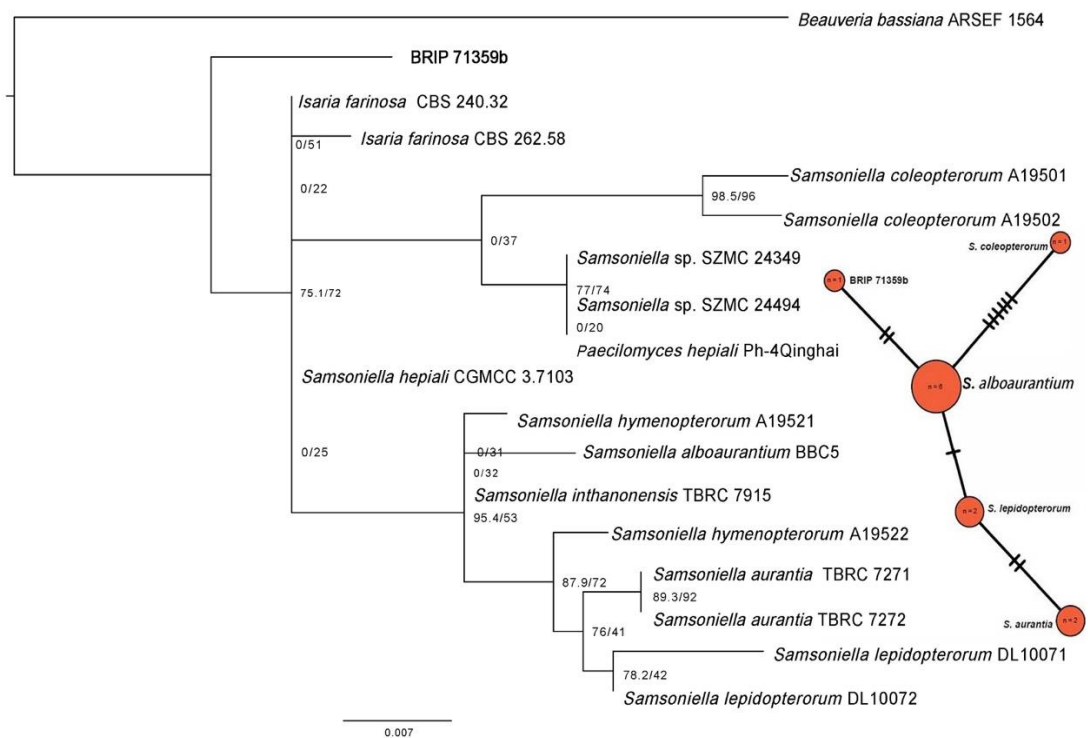 Beauveria bassiana ARSEF 1564
BRIP 71359b
Isaria farinosa CBS 240.32
0/51
Isaria farinosa CBS 262.58
0/22
Samsoniella coleopterorum A19501
98.5/96
Samsoniella coleopterorum A19502
0/37
S. coleopterorum
n = 1
Samsoniella sp. SZMC 24349
n = 1
BRIP 71359b
75.1/72
77/74
Samsoniella sp. SZMC 24494
0/20
Paecilomyces hepiali Ph-4Qinghai
Samsoniella hepiali CGMCC 3.7103
n = 6
S. alboaurantium
Samsoniella hymenopterorum A19521
0/25
0/31
Samsoniella alboaurantium BBC5
0/32
Samsoniella inthanonensis TBRC 7915
95.4/53
n = 2
S. lepidopterorum
Samsoniella hymenopterorum A19522
87.9/72
Samsoniella aurantia TBRC 7271
89.3/92
Samsoniella aurantia TBRC 7272
76/41
S. aurantia
n = 2
Samsoniella lepidopterorum DL10071
78.2/42
Samsoniella lepidopterorum DL10072
0.007